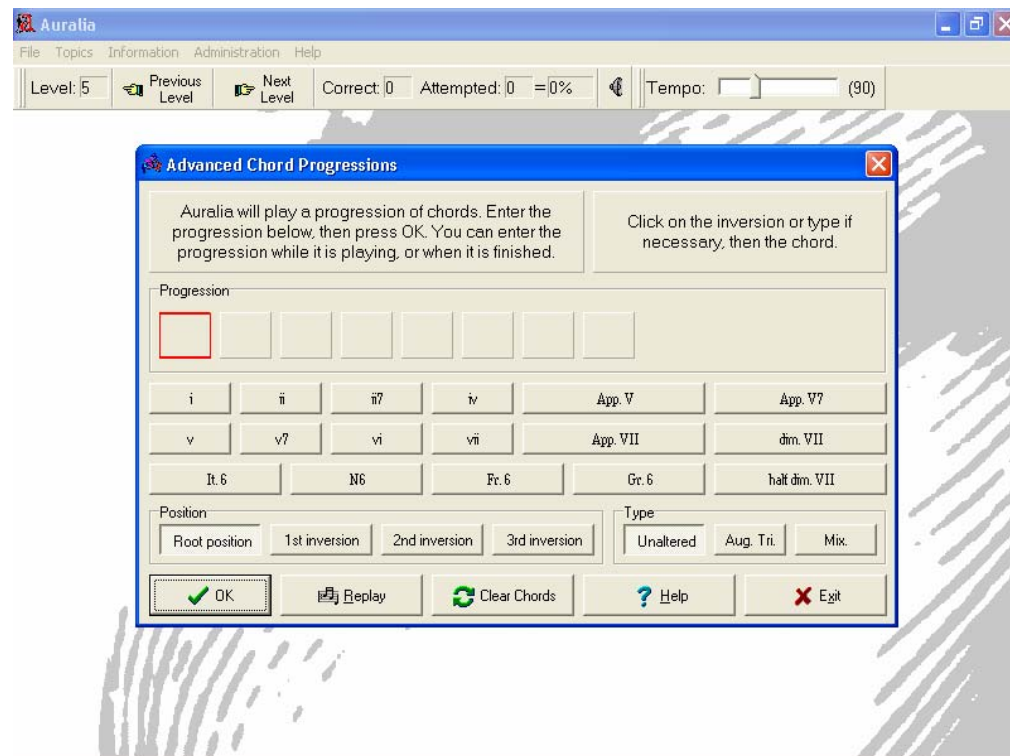 Auralia
File Topics Information Administration Help
Level: 5 Previous Level Next Level Correct: 0 Attempted: 0 =0% Tempo: (90)
Advanced Chord Progressions
Auralia will play a progression of chords. Enter the
progression below, then press OK. You can enter the
progression while it is playing, or when it is finished.
Click on the inversion or type if
necessary, then the chord.
Progression
i ii ii7 iv App. V App. V7
v v7 vi vii App. VII dim. VII
It. 6 N6 Fr. 6 Gr. 6 half dim. VII
Position
Root position 1st inversion 2nd inversion 3rd inversion
Type
Unaltered Aug. Tri. Mix.
OK Replay Clear Chords Help Exit